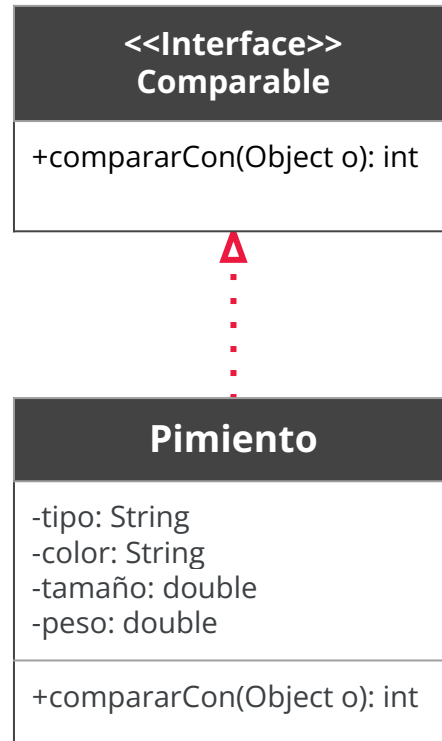 <<Interface>>
Comparable
+compararCon(Object o): int
Pimiento
-tipo: String
-color: String
-tamaño: double
-peso: double
+compararCon(Object o): int